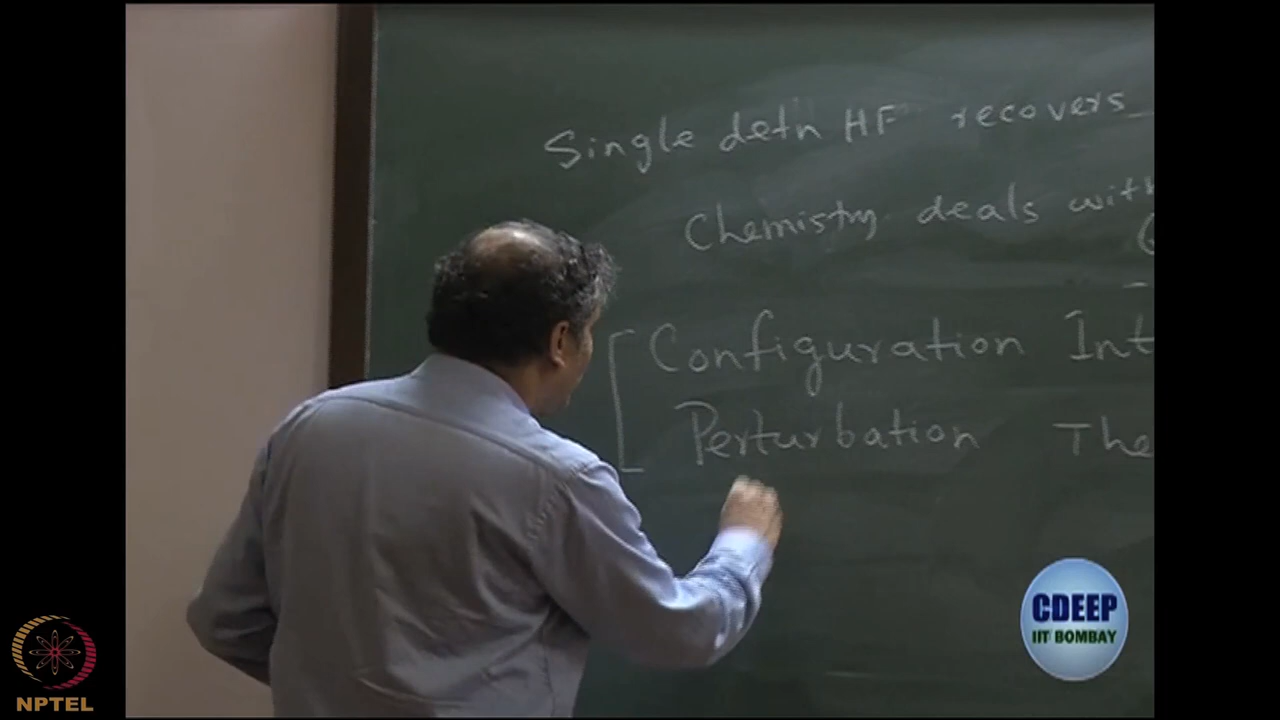 Single detn HF recovers
Chemistry deals with
Configuration Int
Perturbation The
CDEEP
IIT BOMBAY
NPTEL